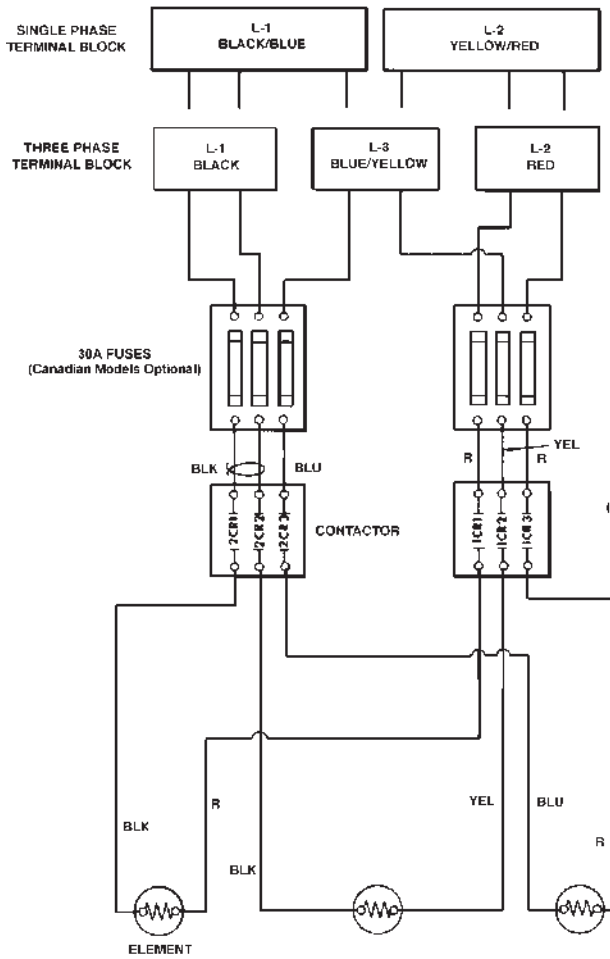 SINGLE PHASE
TERMINAL BLOCK
L-1
BLACK/BLUE
L-2
YELLOW/RED
THREE PHASE
TERMINAL BLOCK
L-1
BLACK
L-3
BLUE/YELLOW
L-2
RED
30A FUSES
(Canadian Models Optional)
BLK
BLU
R
R
YEL
2CR1
2CR2
2CR3
CONTACTOR
1CR1
1CR2
1CR3
(
BLK
R
BLK
YEL
BLU
R
ELEMENT